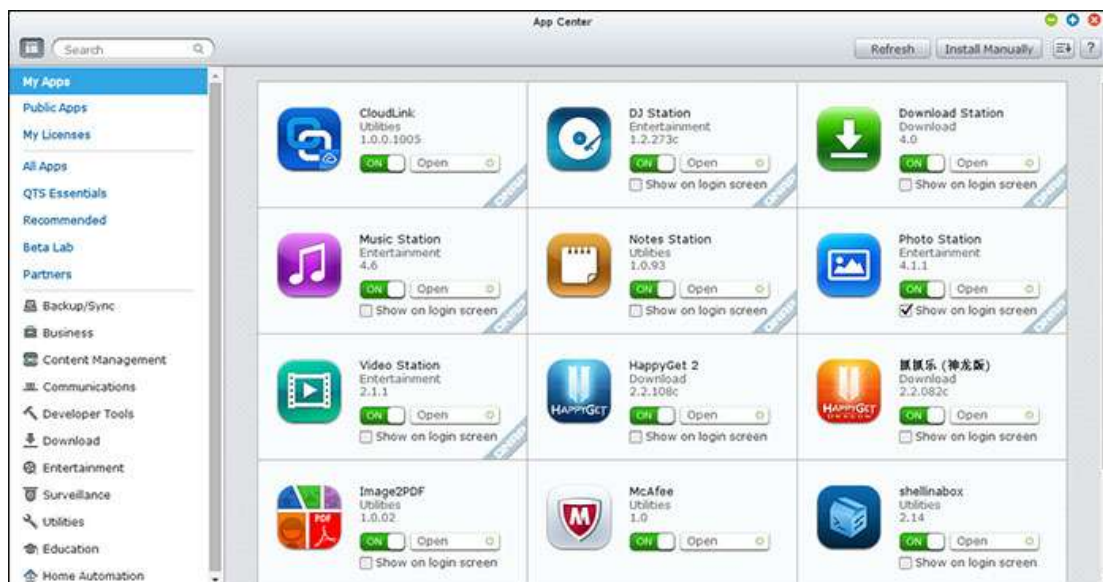 App Center
Search
Refresh
Install Manually
?
My Apps
Public Apps
My Licenses
All Apps
QTS Essentials
Recommended
Beta Lab
Partners
Backup/Sync
Business
Content Management
Communications
Developer Tools
Download
Entertainment
Surveillance
Utilities
Education
Home Automation
CloudLink
Utilities
1.0.0.1005
ON Open
QNAP
DJ Station
Entertainment
1.2.273c
ON Open
Show on login screen
QNAP
Download Station
Download
4.0
ON Open
Show on login screen
QNAP
Music Station
Entertainment
4.6
ON Open
Show on login screen
QNAP
Notes Station
Utilities
1.0.93
ON Open
Show on login screen
QNAP
Photo Station
Entertainment
4.1.1
ON Open
Show on login screen
QNAP
Video Station
Entertainment
2.1.1
ON Open
Show on login screen
QNAP
HAPPYGET
HappyGet 2
Download
2.2.108c
ON Open
Show on login screen
HAPPYGET
DRAGON
抓抓乐 (神龙版)
Download
2.2.082c
ON Open
Show on login screen
PDF
Image2PDF
Utilities
1.0.02
ON Open
Show on login screen
McAfee
Utilities
1.0
ON Open
shellinabox
Utilities
2.14
ON Open
Show on login screen